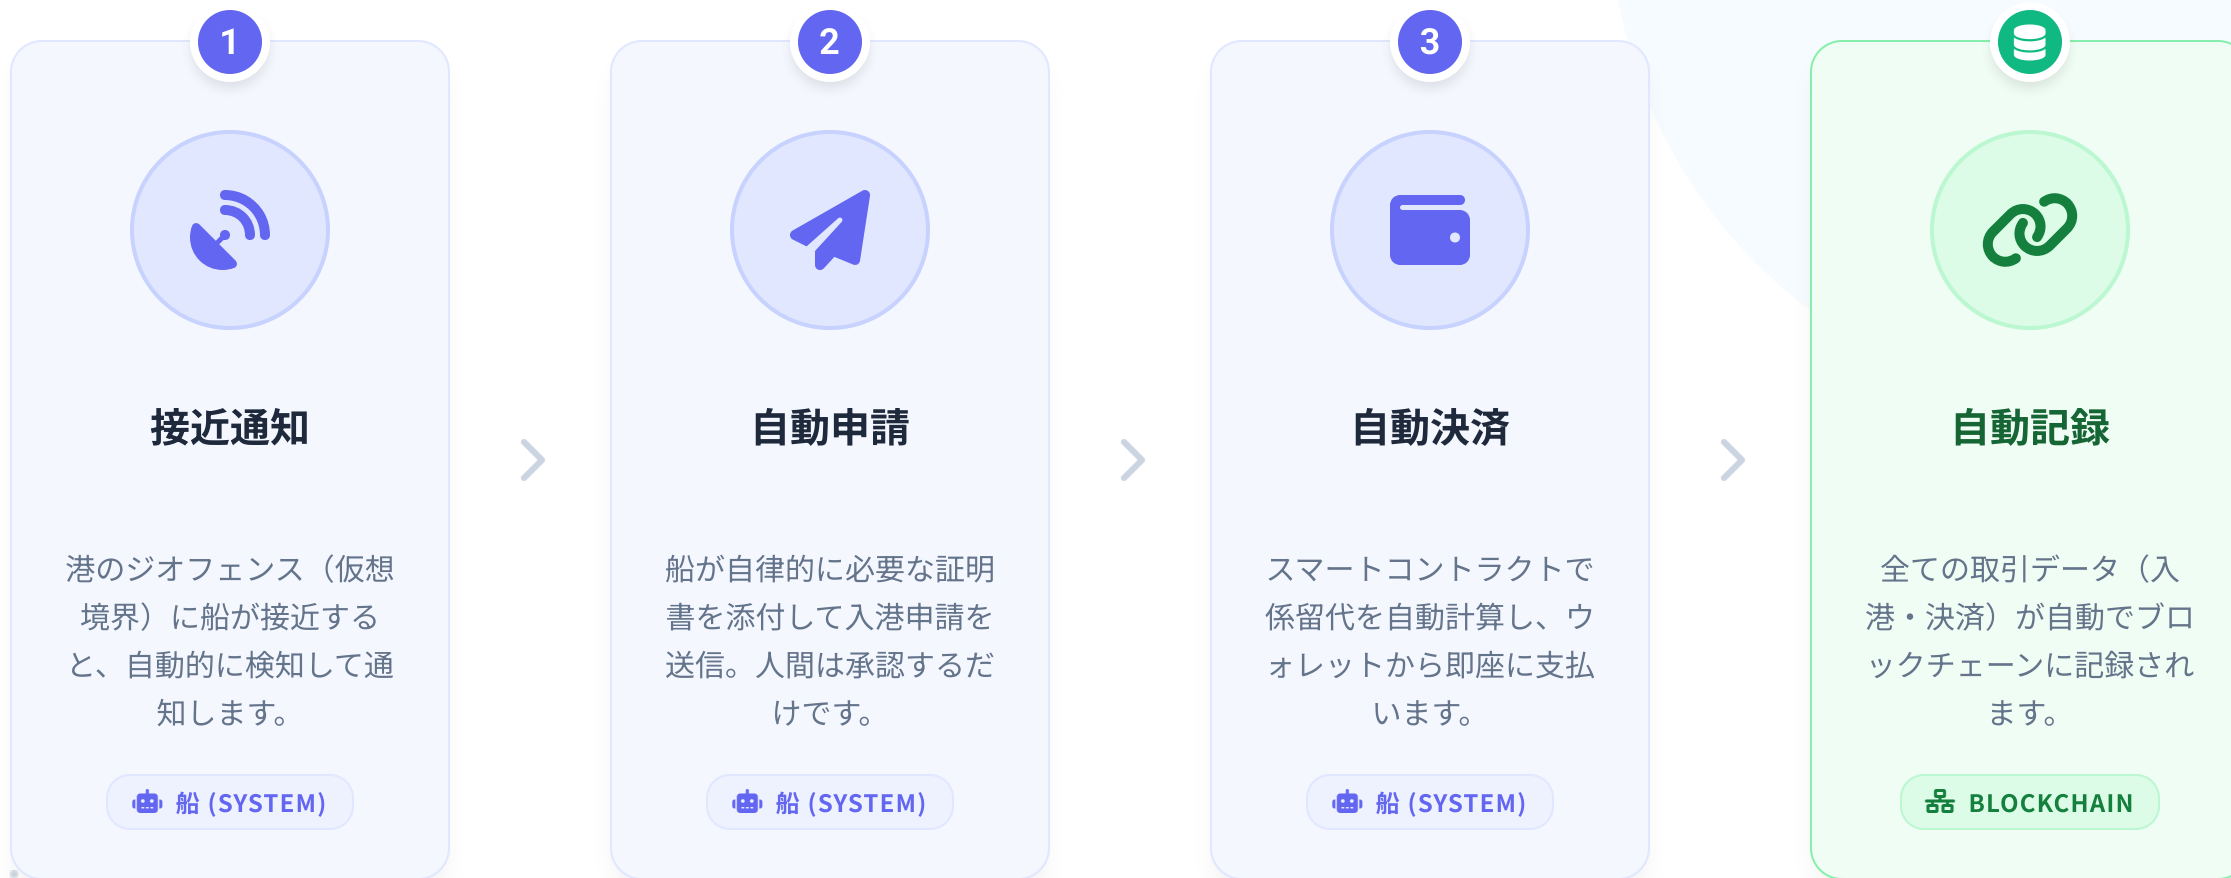 1
接近通知
港のジオフェンス（仮想
境界）に船が接近する
と、自動的に検知して通
知します。
船 (SYSTEM)
2
自動申請
船が自律的に必要な証明
書を添付して入港申請を
送信。人間は承認するだ
けです。
船 (SYSTEM)
3
自動決済
スマートコントラクトで
係留代を自動計算し、ウ
ォレットから即座に支払
います。
船 (SYSTEM)
自動記録
全ての取引データ（入
港・決済）が自動でブロ
ックチェーンに記録され
ます。
BLOCKCHAIN